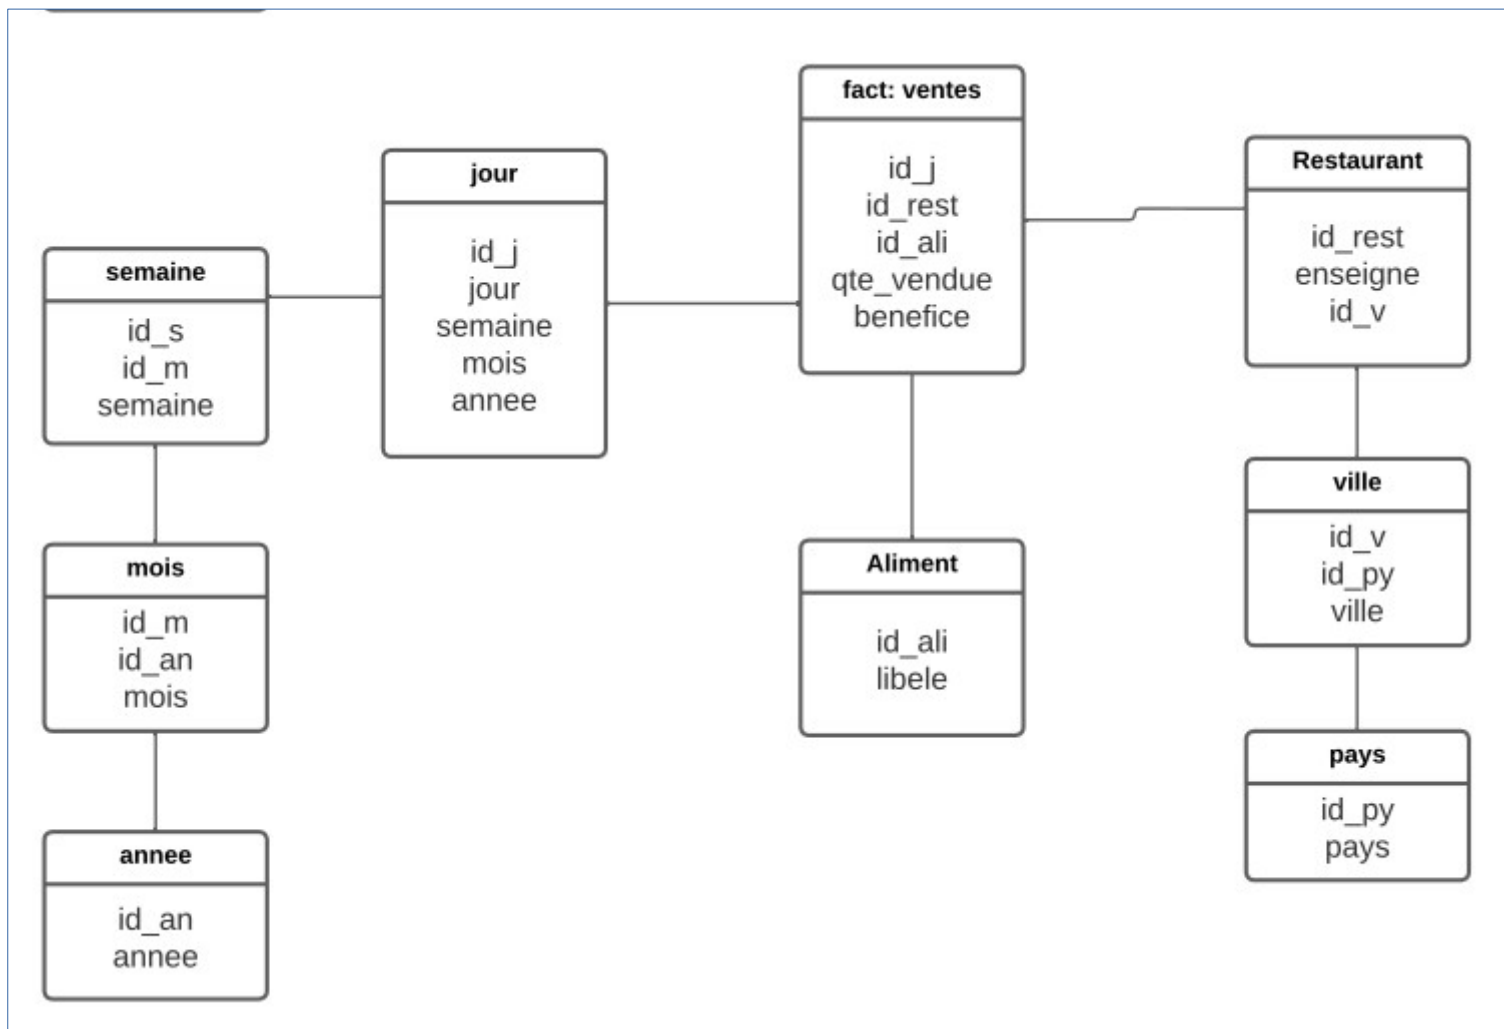 fact: ventes
id_j
id_rest
id_ali
qte_vendue
benefice
jour
id_j
jour
semaine
mois
annee
Restaurant
id_rest
enseigne
id_v
semaine
id_s
id_m
semaine
ville
id_v
id_py
ville
mois
id_m
id_an
mois
Aliment
id_ali
libele
pays
id_py
pays
annee
id_an
annee